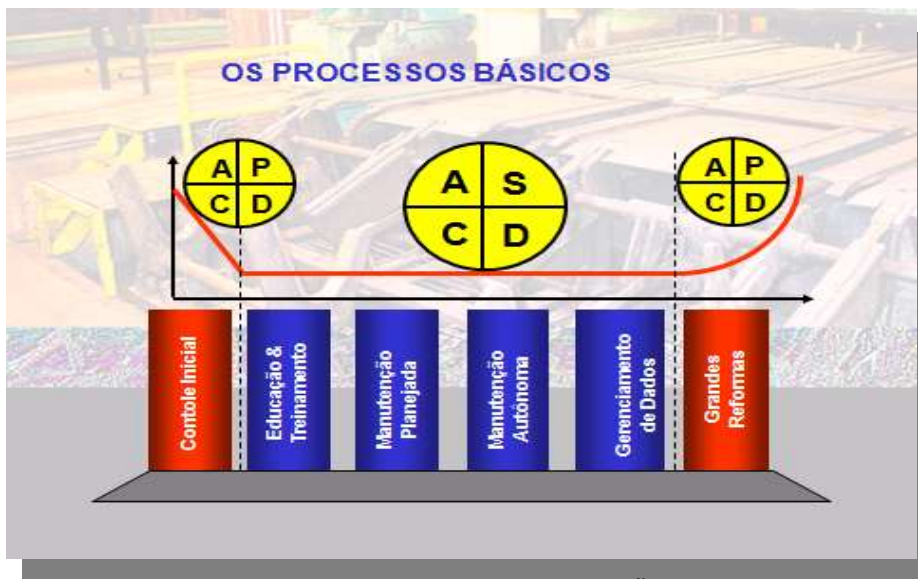 OS PROCESSOS BÁSICOS
A P
C D
A S
C D
A P
C D
Contole Inicial
Educação &
Treinamento
Manutenção
Planejada
Manutenção
Autônoma
Gerenciamento
de Dados
Grandes
Reformas